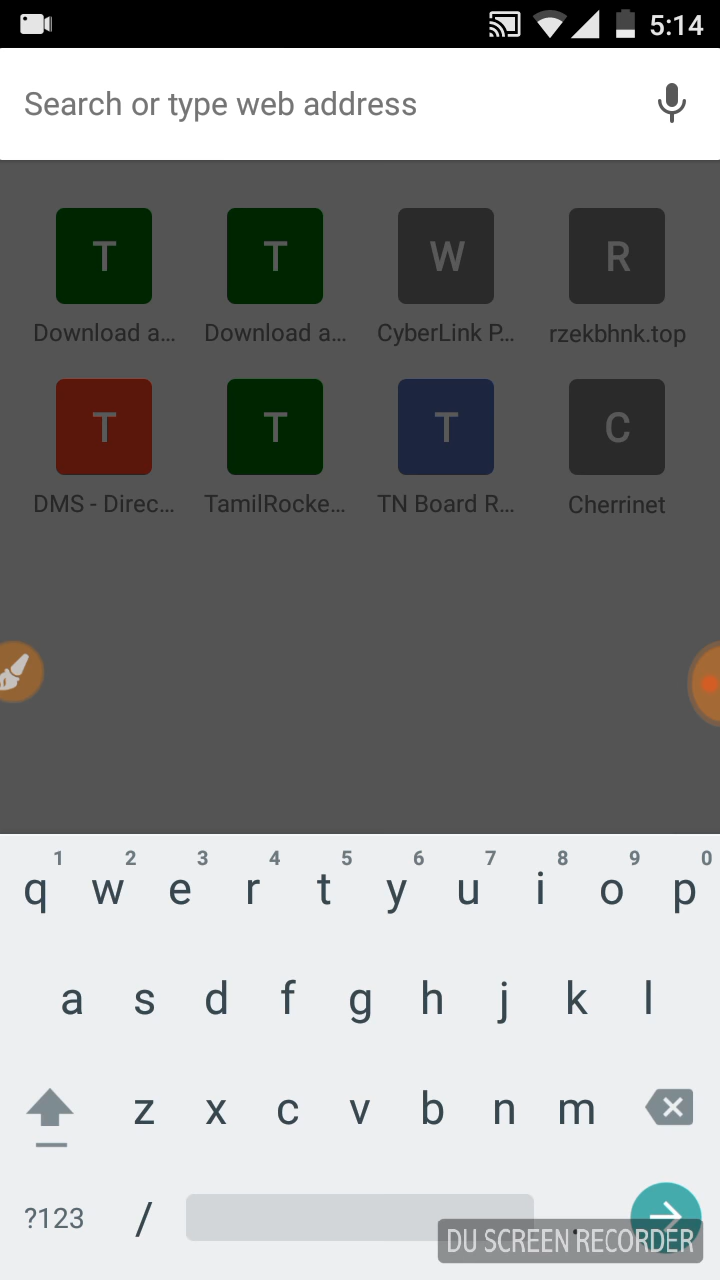 5:14
Search or type web address
T T W R
Download a... Download a... CyberLink P... rzekbhnk.top
T T T C
DMS - Direc... TamilRocke... TN Board R... Cherrinet
1 2 3 4 5 6 7 8 9 0
q w e r t y u i o p
a s d f g h j k l
z x c v b n m
?123 / .
DU SCREEN RECORDER